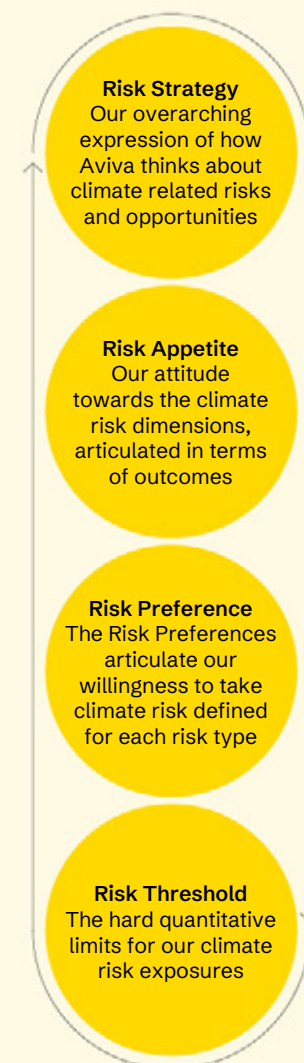 Risk Strategy
Our overarching
expression of how
Aviva thinks about
climate related risks
and opportunities
Risk Appetite
Our attitude
towards the climate
risk dimensions,
articulated in terms
of outcomes
Risk Preference
The Risk Preferences
articulate our
willingness to take
climate risk defined
for each risk type
Risk Threshold
The hard quantitative
limits for our climate
risk exposures